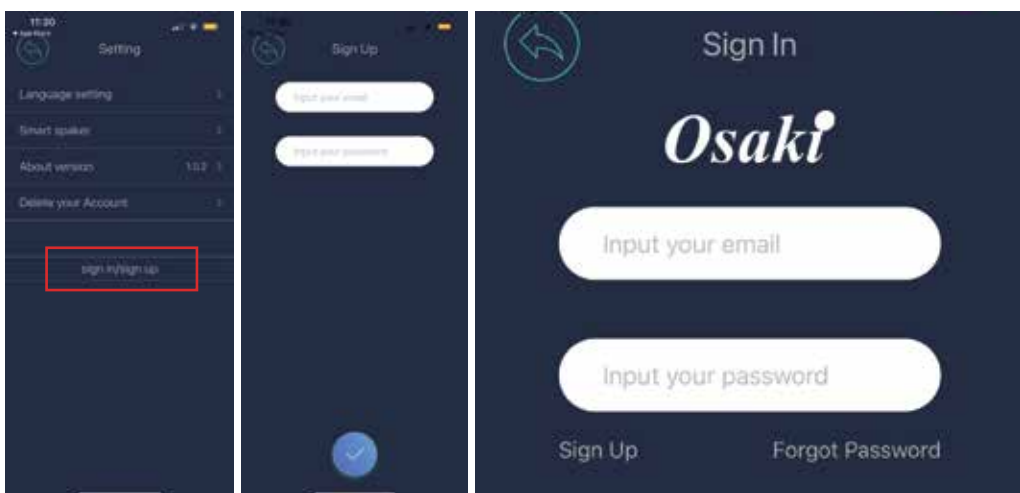 11:30
Setting
Language setting
Smart spaker
About version 1.0.2
Delete your Account
sign in/sign up
Sign Up
Input your email
Input your password
Sign In
Osaki
Input your email
Input your password
Sign Up Forgot Password